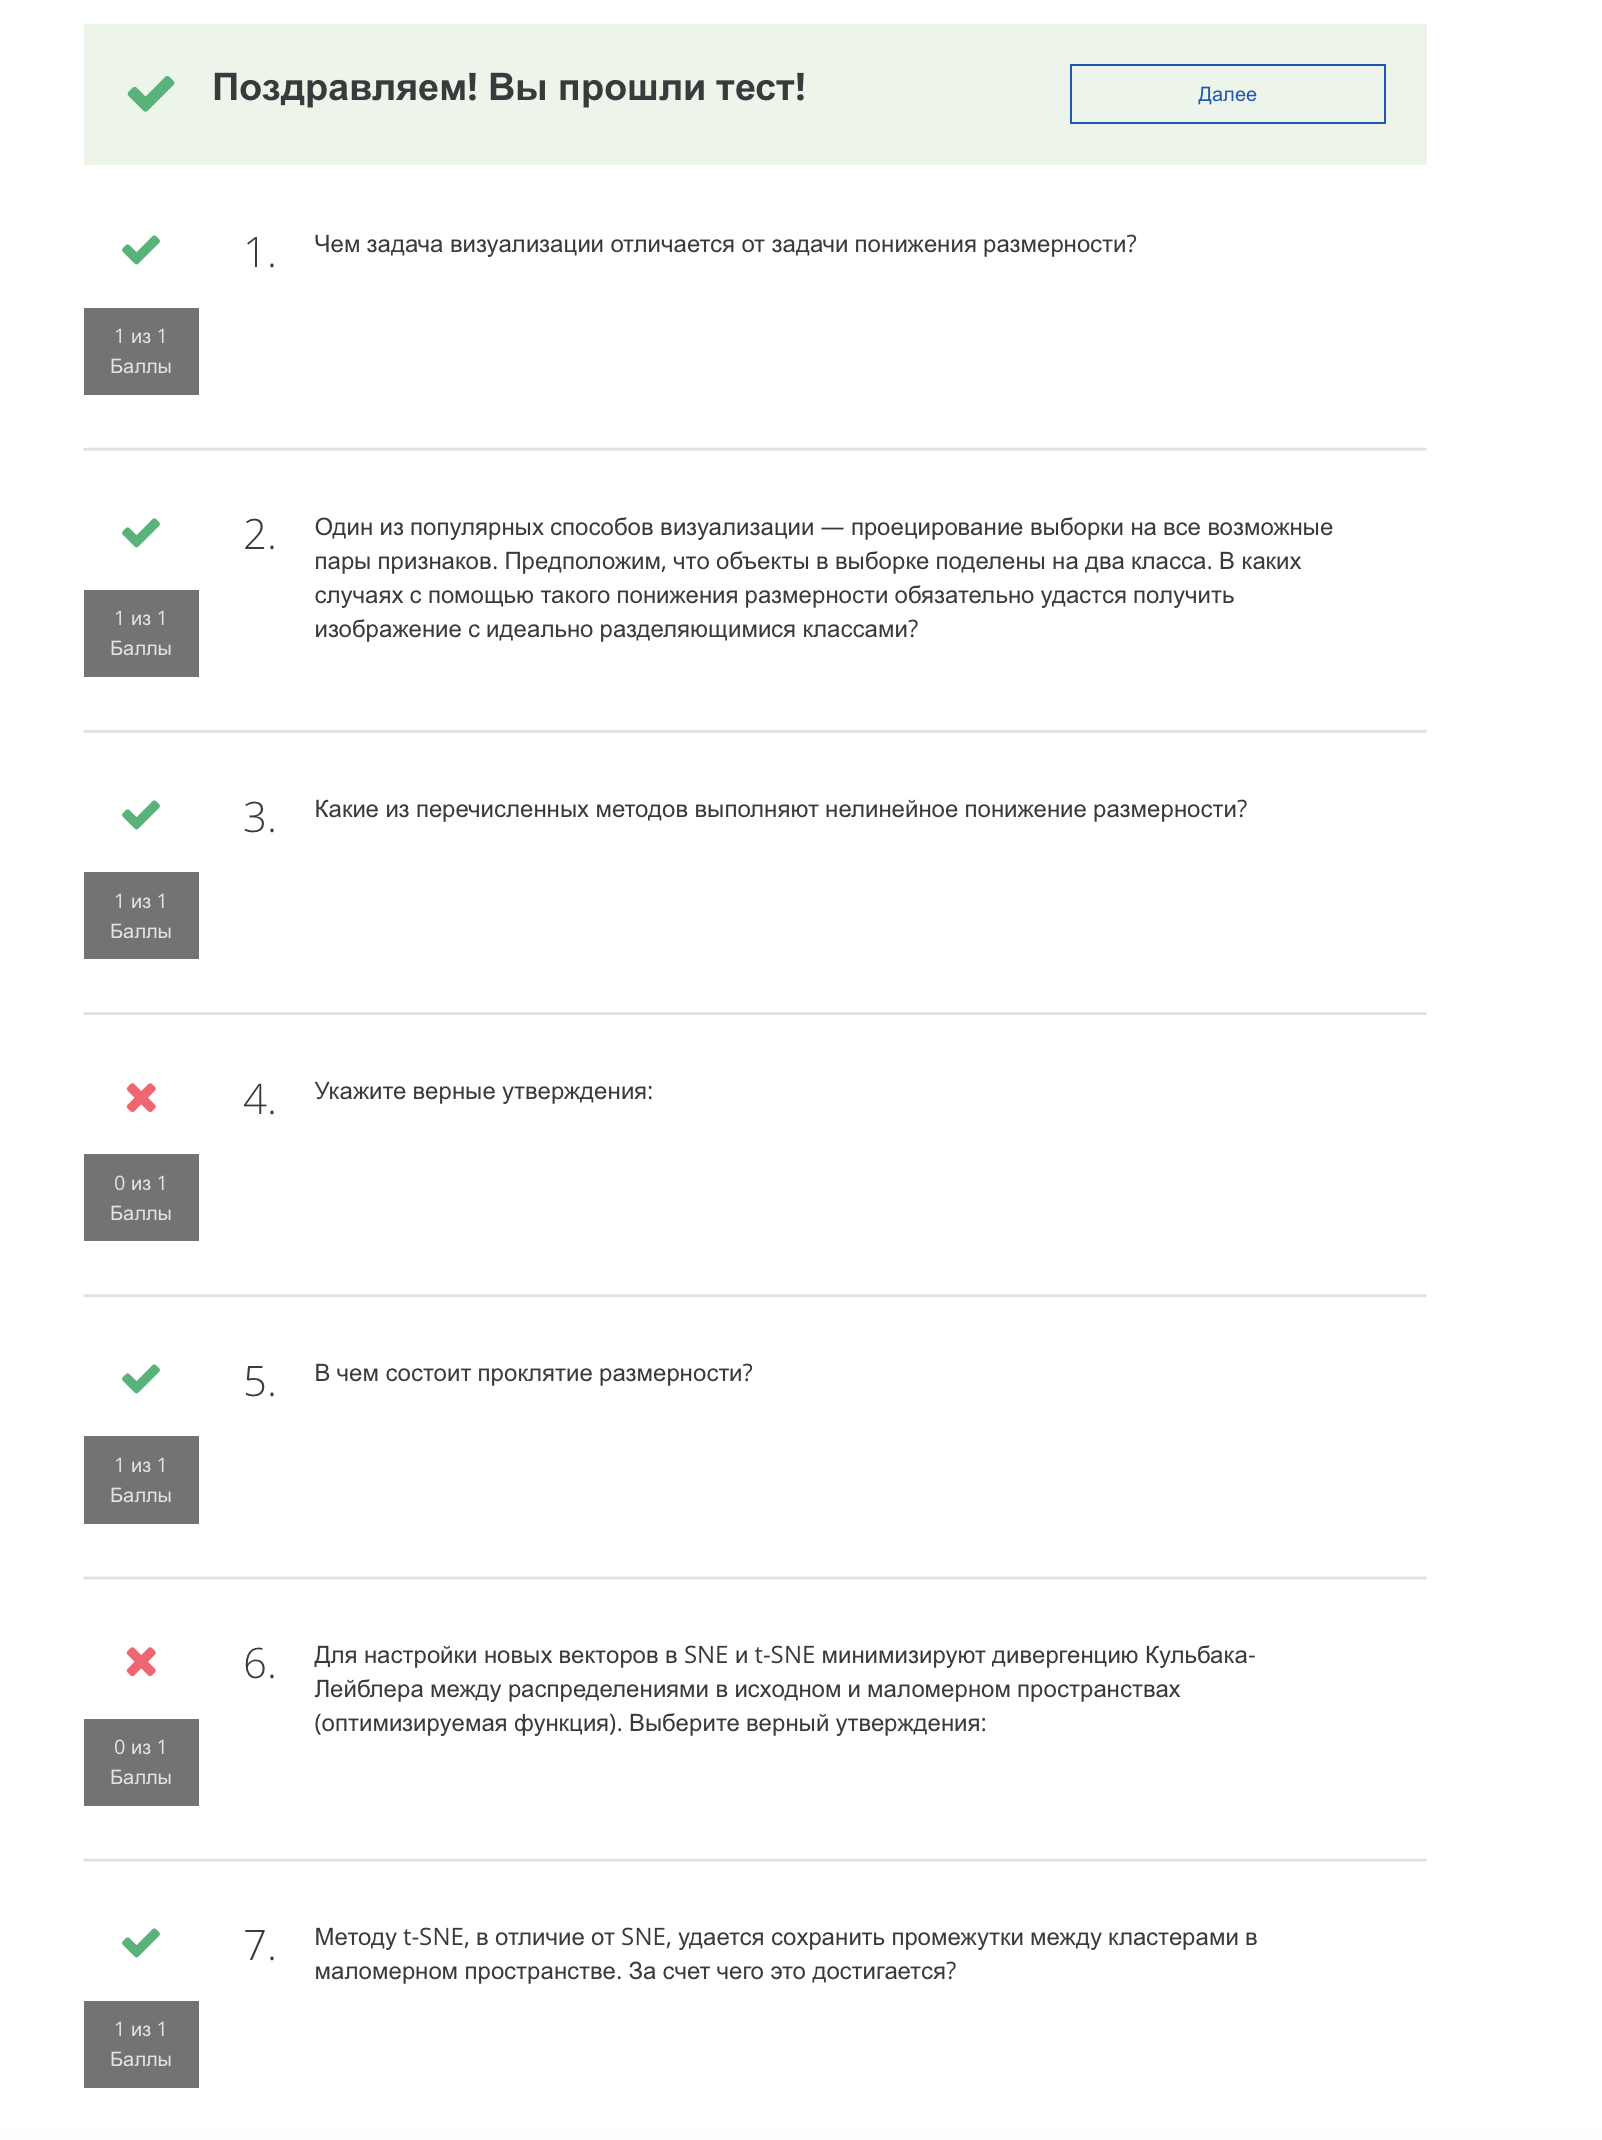 Поздравляем! Вы прошли тест!
Далее
1. Чем задача визуализации отличается от задачи понижения размерности?
1 из 1
Баллы
2. Один из популярных способов визуализации — проецирование выборки на все возможные
пары признаков. Предположим, что объекты в выборке поделены на два класса. В каких
случаях с помощью такого понижения размерности обязательно удастся получить
изображение с идеально разделяющимися классами?
1 из 1
Баллы
3. Какие из перечисленных методов выполняют нелинейное понижение размерности?
1 из 1
Баллы
4. Укажите верные утверждения:
0 из 1
Баллы
5. В чем состоит проклятие размерности?
1 из 1
Баллы
6. Для настройки новых векторов в SNE и t-SNE минимизируют дивергенцию Кульбака-
Лейблера между распределениями в исходном и маломерном пространствах
(оптимизируемая функция). Выберите верный утверждения:
0 из 1
Баллы
7. Методу t-SNE, в отличие от SNE, удается сохранить промежутки между кластерами в
маломерном пространстве. За счет чего это достигается?
1 из 1
Баллы